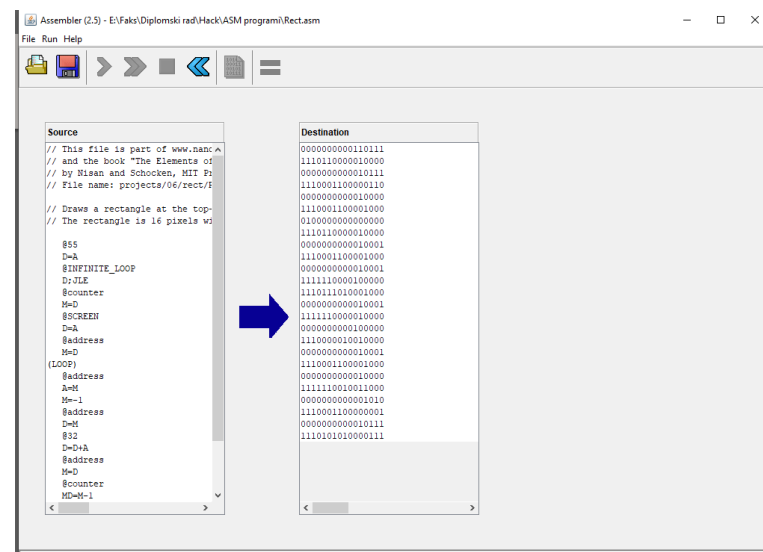 Assembler (2.5) - E:\Faks\Diplomski rad\Hack\ASM programi\Rect.asm
File Run Help
Source
// This file is part of www.nand
// and the book "The Elements of
// by Nisan and Schocken, MIT Pr
// File name: projects/06/rect/R
// Draws a rectangle at the top-
// The rectangle is 16 pixels wi
@55
D=A
@INFINITE_LOOP
D;JLE
@counter
M=D
@SCREEN
D=A
@address
M=D
(LOOP)
@address
A=M
M=-1
@address
D=M
@32
D=D+A
@address
M=D
@counter
MD=M-1
Destination
0000000000110111
1110110000010000
0000000000010111
1110001100000110
0000000000010000
1110001100001000
0100000000000000
1110110000010000
0000000000010001
1110001100001000
0000000000010001
1111110000100000
1110111010001000
0000000000010001
1111110000010000
0000000000100000
1110000010010000
0000000000010001
1110001100001000
0000000000010000
1111110010011000
0000000000001010
1110001100000001
0000000000010111
1110101010000111